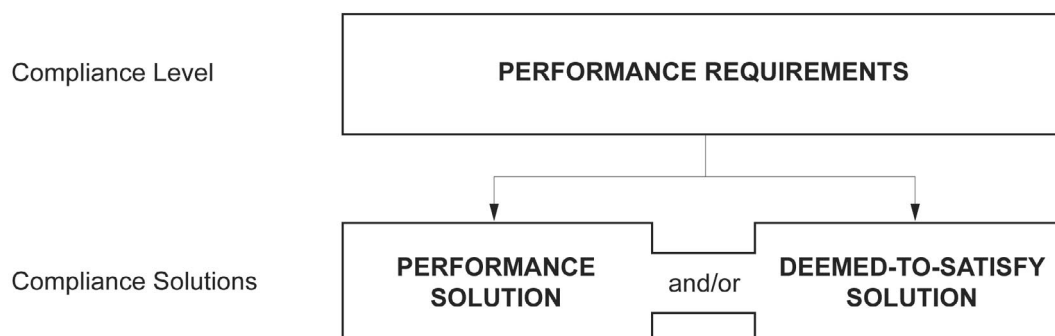 Compliance Level
PERFORMANCE REQUIREMENTS
Compliance Solutions
PERFORMANCE
SOLUTION
and/or
DEEMED-TO-SATISFY
SOLUTION